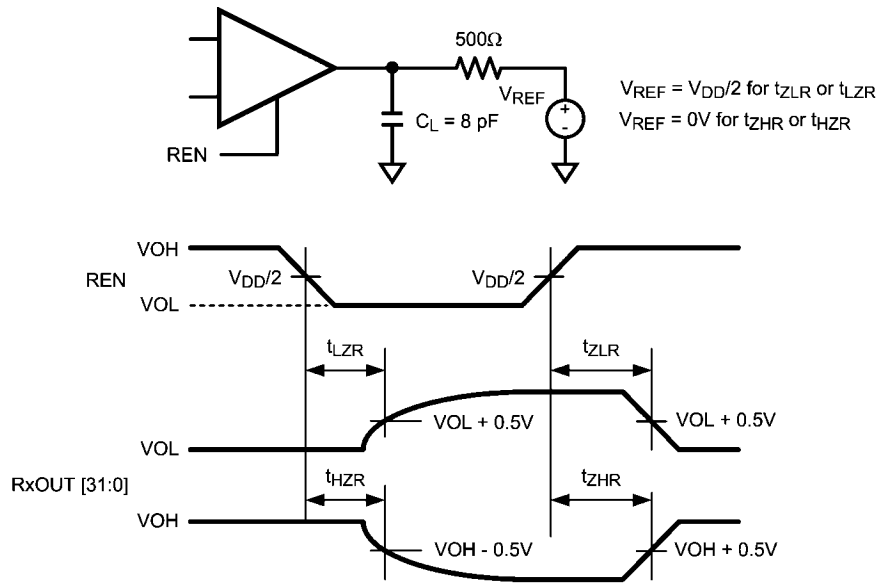 500Ω
VREF
VREF = VDD/2 for tZLR or tLZR
CL = 8 pF
VREF = 0V for tZHR or tHZR
REN
VOH
REN
VDD/2
VDD/2
VOL
tLZR
tZLR
VOL + 0.5V
VOL + 0.5V
VOL
RxOUT [31:0]
tHZR
tZHR
VOH
VOH - 0.5V
VOH + 0.5V